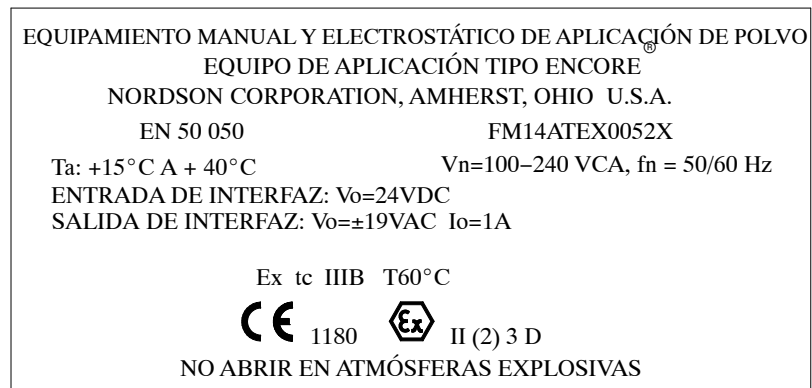 EQUIPAMIENTO MANUAL Y ELECTROSTÁTICO DE APLICACIÓN DE POLVO
EQUIPO DE APLICACIÓN TIPO ENCORE®
NORDSON CORPORATION, AMHERST, OHIO U.S.A.
EN 50 050 FM14ATEX0052X
Ta: +15°C A + 40°C Vn=100−240 VCA, fn = 50/60 Hz
ENTRADA DE INTERFAZ: Vo=24VDC
SALIDA DE INTERFAZ: Vo=±19VAC Io=1A
Ex tc IIIB T60°C
CE 1180 Ex II (2) 3 D
NO ABRIR EN ATMÓSFERAS EXPLOSIVAS